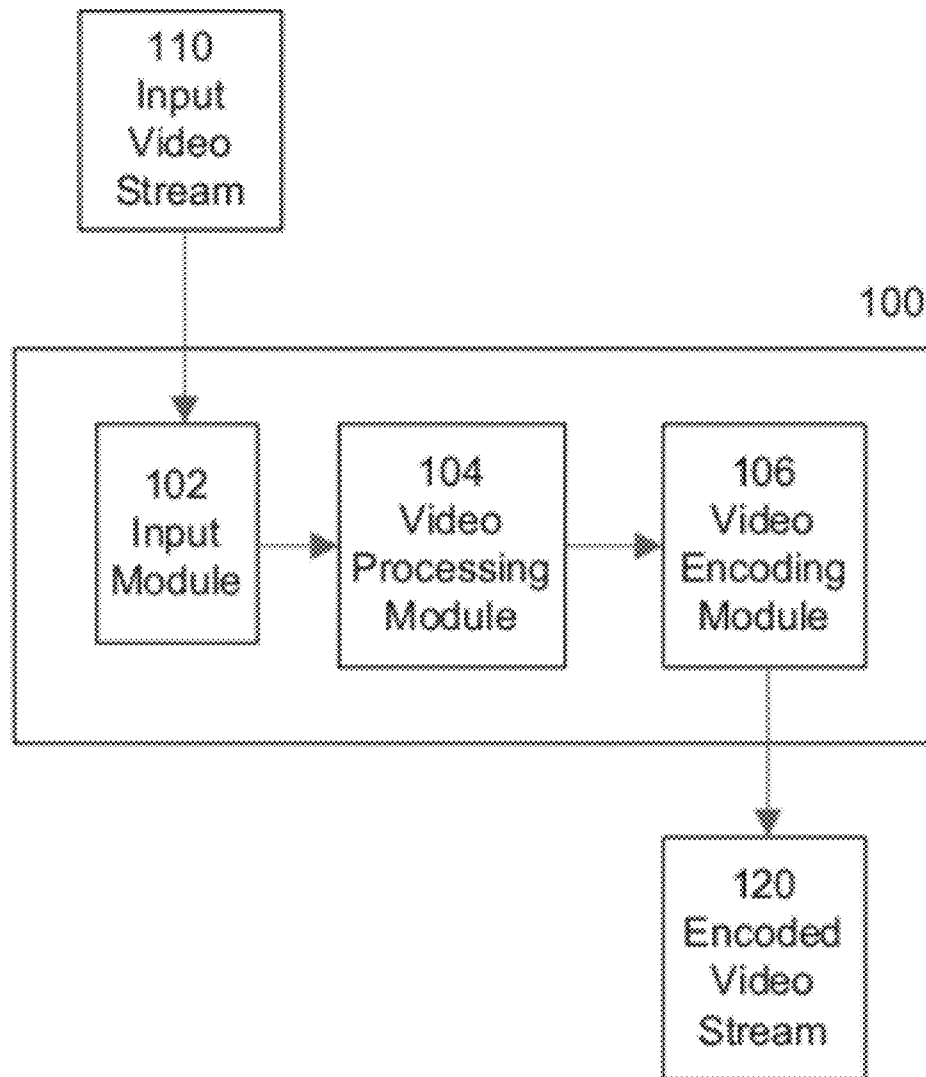 110
Input
Video
Stream
100
102
Input
Module
104
Video
Processing
Module
106
Video
Encoding
Module
120
Encoded
Video
Stream